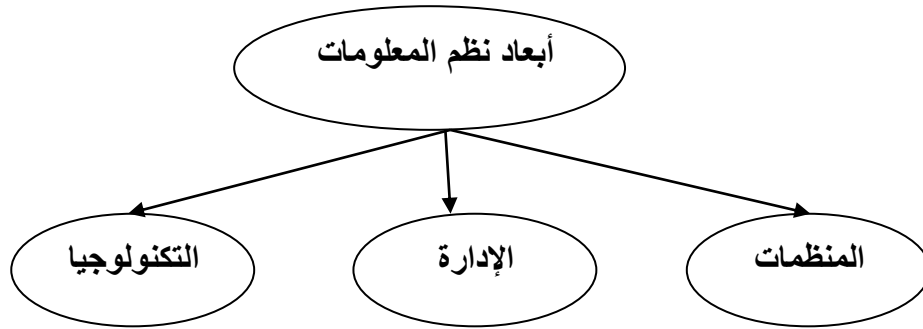 أبعاد نظم المعلومات
المنظمات
الإدارة
التكنولوجيا